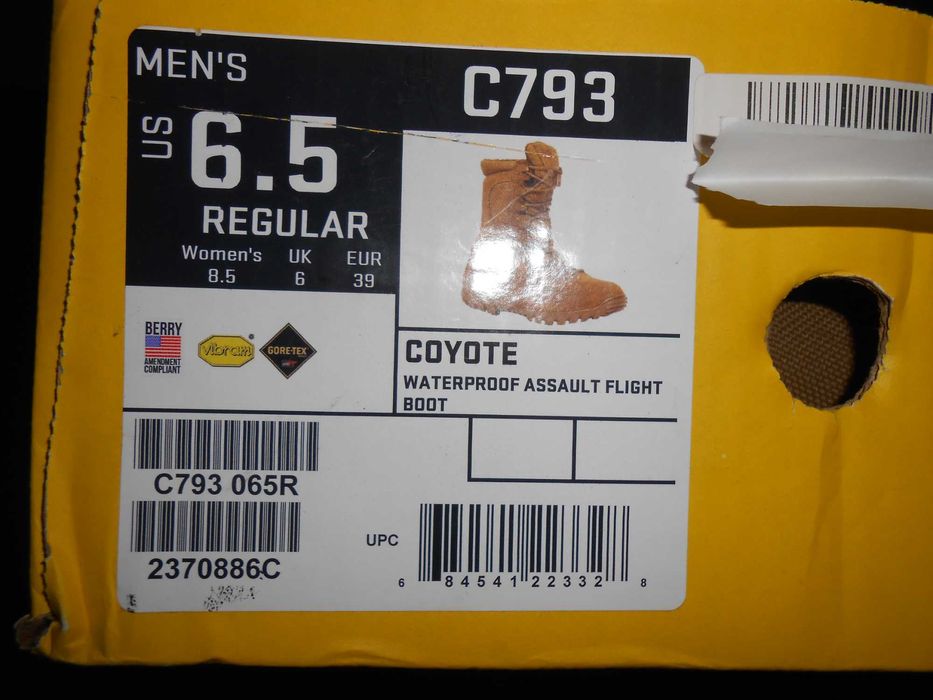 MEN'S
C793
US
6.5
REGULAR
Women's UK EUR
8.5 6 39
BERRY
AMENDMENT
COMPLIANT
vibram®
GORE-TEX
COYOTE
WATERPROOF ASSAULT FLIGHT
BOOT
C793 065R
2370886C
UPC
6 84541 22332 8